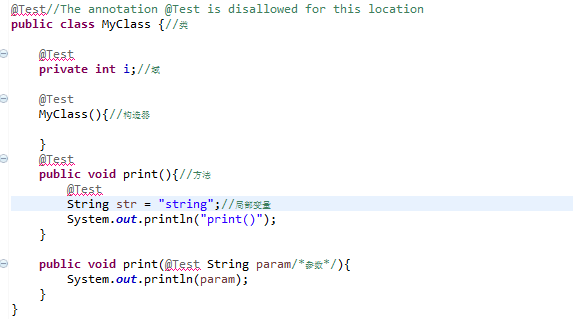 @Test//The annotation @Test is disallowed for this location
public class MyClass {//类
@Test
private int i;//域
@Test
MyClass(){//构造器
}
@Test
public void print(){//方法
@Test
String str = "string";//局部变量
System.out.println("print()");
}
public void print(@Test String param/*参数*/){
System.out.println(param);
}
}